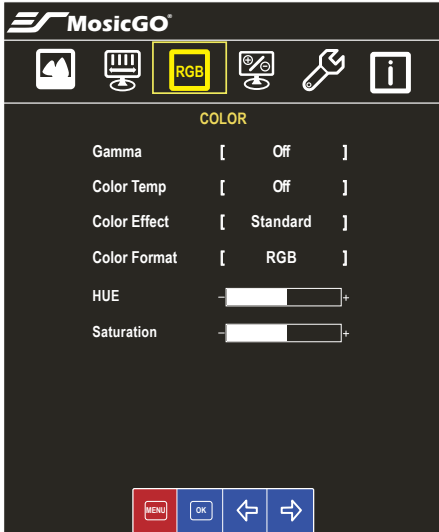 MosicGO®
RGB
COLOR
Gamma [ Off ]
Color Temp [ Off ]
Color Effect [ Standard ]
Color Format [ RGB ]
HUE - +
Saturation - +
MENU OK